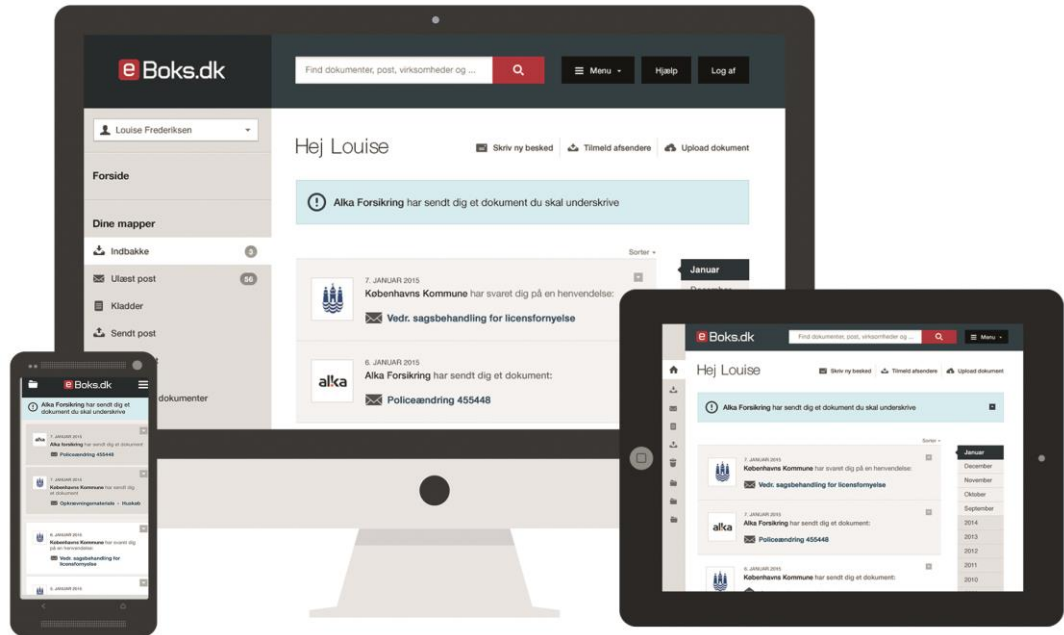 e Boks.dk
Find dokumenter, post, virksomheder og ...
Menu
Hjælp
Log af
Louise Frederiksen
Forside
Dine mapper
Indbakke
3
Ulæst post
56
Kladder
Sendt post
dokumenter
Hej Louise
Skriv ny besked
Tilmeld afsendere
Upload dokument
Alka Forsikring har sendt dig et dokument du skal underskrive
Sorter
7. JANUAR 2015
Københavns Kommune har svaret dig på en henvendelse:
Vedr. sagsbehandling for licensfornyelse
6. JANUAR 2015
alka
Alka Forsikring har sendt dig et dokument:
Policeændring 455448
Januar
December
e Boks.dk
Alka Forsikring har sendt dig et
dokument du skal underskrive
alka
7. JANUAR 2015
Alka forsikring har sendt dig et dokument
Policeændring 455448
7. JANUAR 2015
Københavns Kommune har sendt dig
et dokument
6. JANUAR 2015
Københavns Kommune har svaret dig
på en henvendelse:
Vedr. sagsbehandling for
licensfornyelse
6. JANUAR 2015
e Boks.dk
Find dokumenter, post, virksomheder og ...
Menu
Hej Louise
Skriv ny besked
Tilmeld afsendere
Upload dokument
Alka Forsikring har sendt dig et dokument du skal underskrive
Sorter
7. JANUAR 2015
Københavns Kommune har svaret dig på en henvendelse:
Vedr. sagsbehandling for licensfornyelse
7. JANUAR 2015
alka
Alka Forsikring har sendt dig et dokument:
Policeændring 455448
6. JANUAR 2015
Københavns Kommune har sendt dig et dokument:
Januar
December
November
Oktober
September
2014
2013
2012
2011
2010